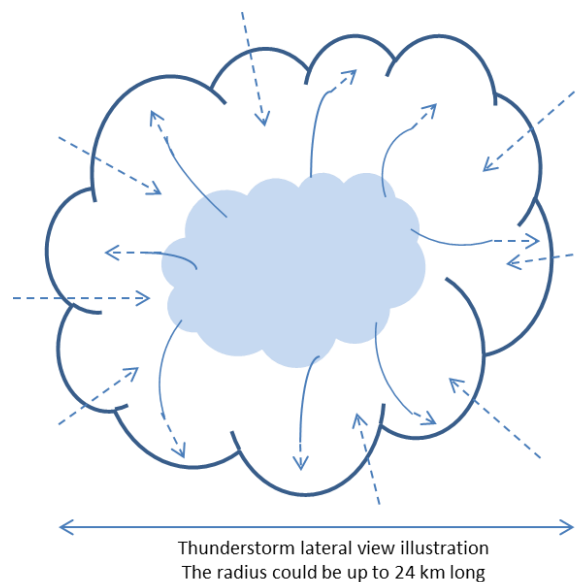 Thunderstorm lateral view illustration
The radius could be up to 24 km long